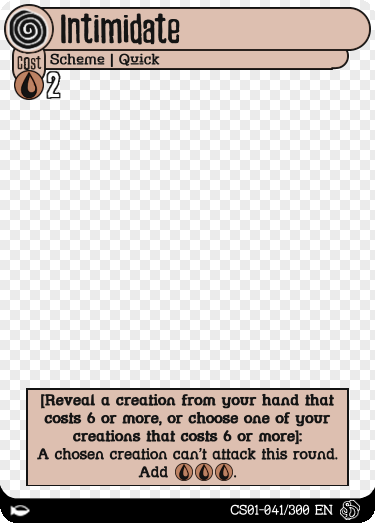 Intimidate
Cost
Scheme | Quick
2
[Reveal a creation from your hand that
costs 6 or more, or choose one of your
creations that costs 6 or more]:
A chosen creation can't attack this round.
Add .
CS01-041/300 EN